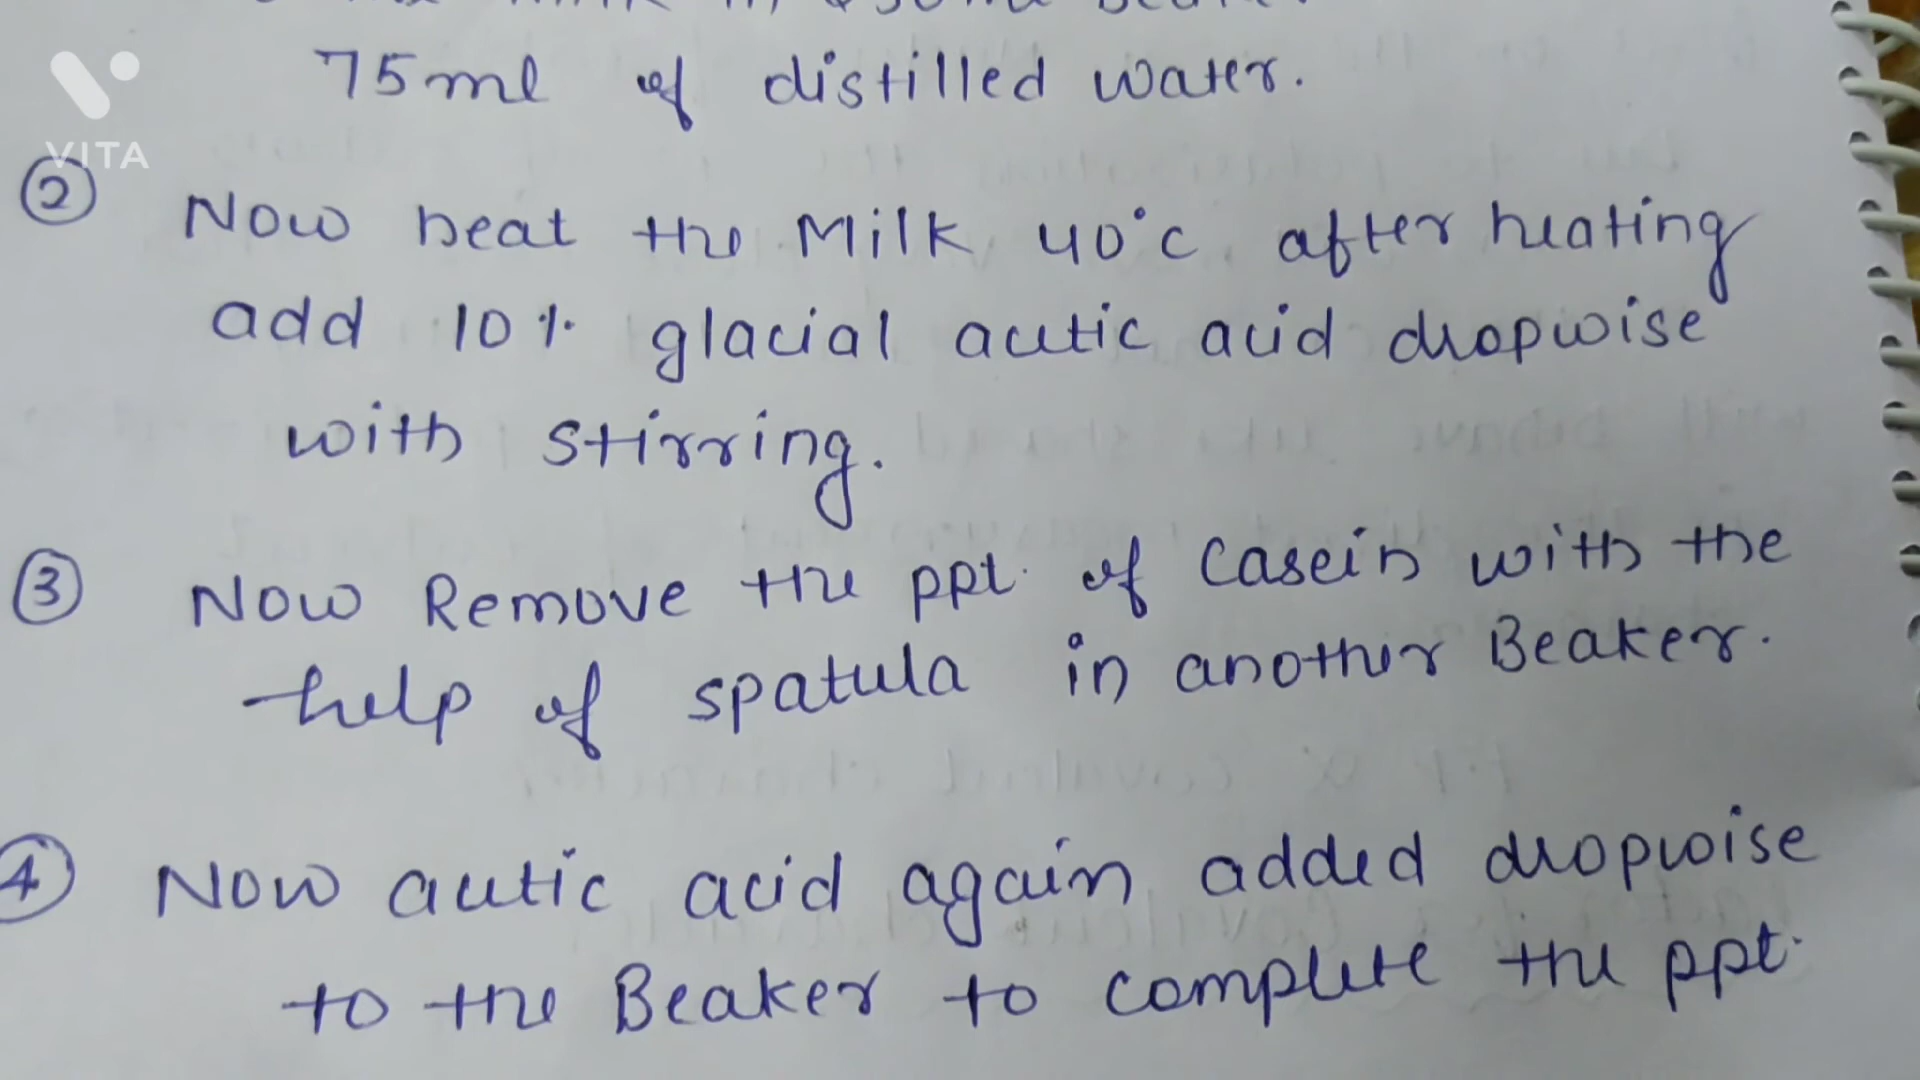 75ml of distilled water.
VITA
② Now heat the Milk 40°c after heating
add 10% glacial acetic acid dropwise
with stirring.
③ Now Remove the ppt. of Casein with the
help of spatula in another Beaker.
④ Now acetic acid again added dropwise
to the Beaker to complete the ppt.